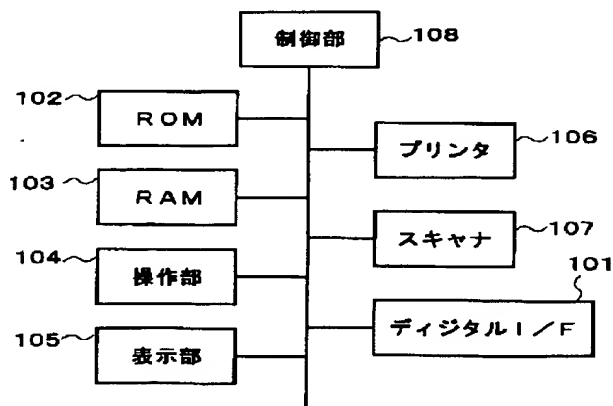 制御部 108
102 ROM
プリンタ 106
103 RAM
スキャナ 107
104 操作部
101
ディジタルI/F
105 表示部